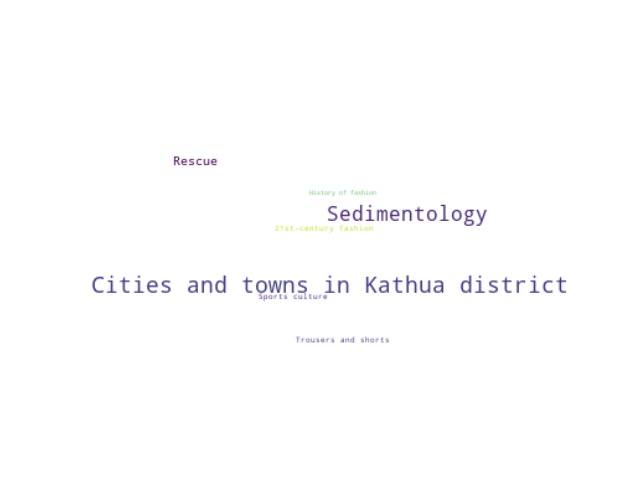 Rescue
History of fashion
Sedimentology
21st-century fashion
Cities and towns in Kathua district
Sports culture
Trousers and shorts